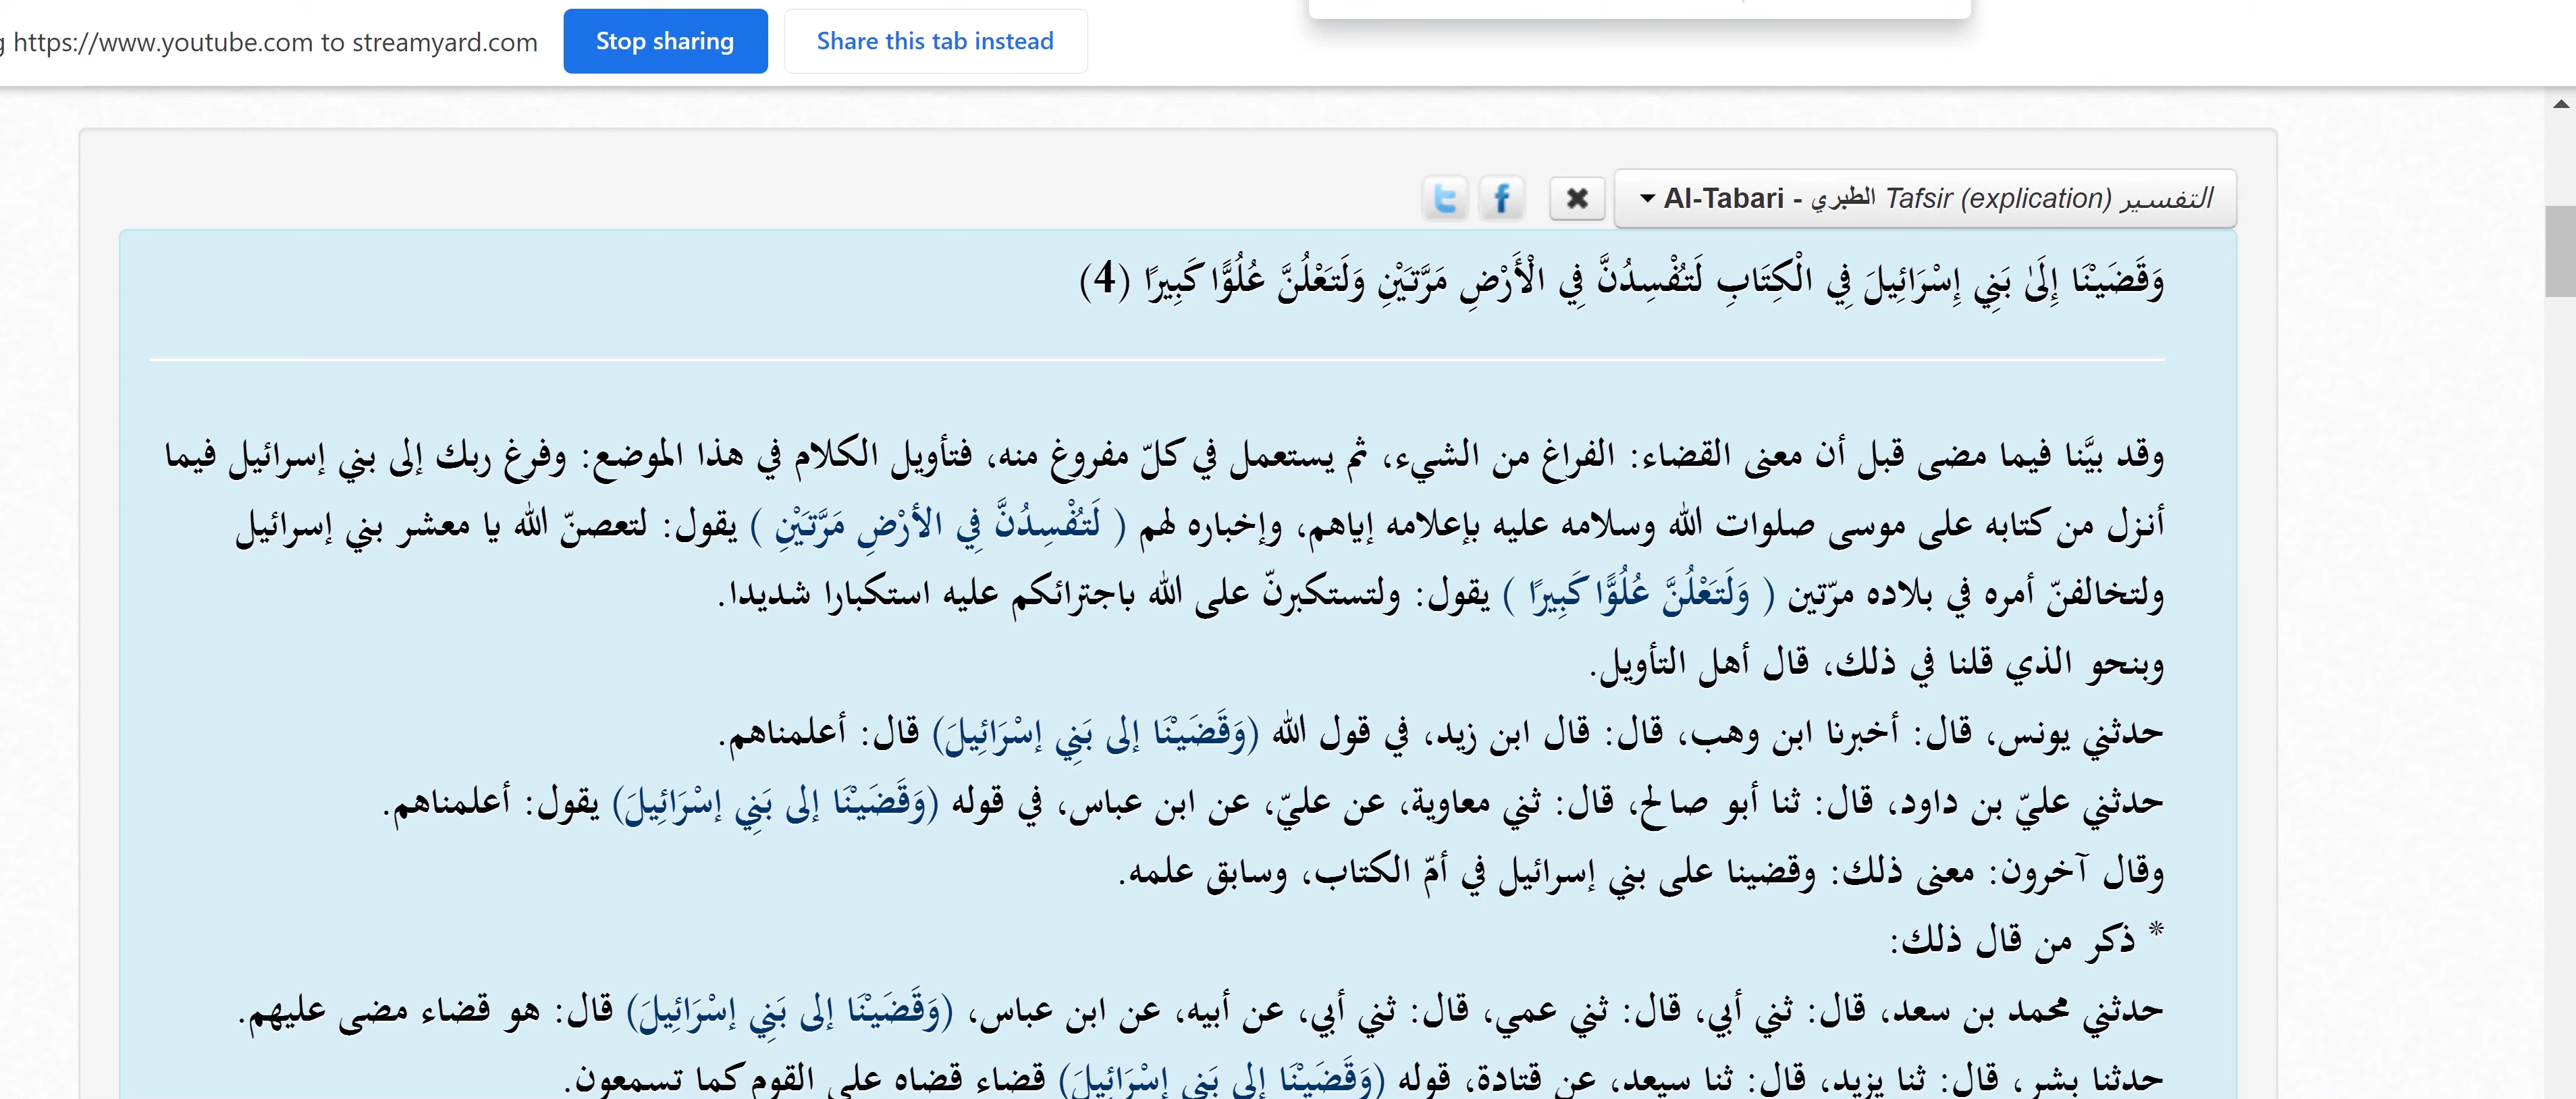 https://www.youtube.com to streamyard.com
Stop sharing
Share this tab instead
التفسير Tafsir (explication) الطبري - Al-Tabari
وَقَضَيْنَا إِلَىٰ بَنِي إِسْرَائِيلَ فِي الْكِتَابِ لَتُفْسِدُنَّ فِي الْأَرْضِ مَرَّتَيْنِ وَلَتَعْلُنَّ عُلُوًّا كَبِيرًا (4)
وقد بيَّنا فيما مضى قبل أن معنى القضاء: الفراغ من الشيء، ثم يستعمل في كلّ مفروغ منه، فتأويل الكلام في هذا الموضع: وفرغ ربك إلى بني إسرائيل فيما
أنزل من كتابه على موسى صلوات الله وسلامه عليه بإعلامه إياهم، وإخباره لهم ( لَتُفْسِدُنَّ فِي الأرْضِ مَرَّتَيْنِ ) يقول: لتعصنّ الله يا معشر بني إسرائيل
ولتخالفنّ أمره في بلاده مرّتين ( وَلَتَعْلُنَّ عُلُوًّا كَبِيرًا ) يقول: ولتستكبرنّ على الله باجترائكم عليه استكبارا شديدا.
وبنحو الذي قلنا في ذلك، قال أهل التأويل.
حدثني يونس، قال: أخبرنا ابن وهب، قال: قال ابن زيد، في قول الله (وَقَضَيْنَا إلى بَنِي إسْرَائِيلَ) قال: أعلمناهم.
حدثني عليّ بن داود، قال: ثنا أبو صالح، قال: ثني معاوية، عن عليّ، عن ابن عباس، في قوله (وَقَضَيْنَا إلى بَنِي إسْرَائِيلَ) يقول: أعلمناهم.
وقال آخرون: معنى ذلك: وقضينا على بني إسرائيل في أمّ الكتاب، وسابق علمه.
* ذكر من قال ذلك:
حدثني محمد بن سعد، قال: ثني أبي، قال: ثني عمي، قال: ثني أبي، عن أبيه، عن ابن عباس، (وَقَضَيْنَا إلى بَنِي إسْرَائِيلَ) قال: هو قضاء مضى عليهم.
حدثنا بشر، قال: ثنا يزيد، قال: ثنا سيعد، عن قتادة، قوله (وَقَضَيْنَا إلى بَنِي إسْرَائِيلَ) قضاء قضاه على القوم كما تسمعون.